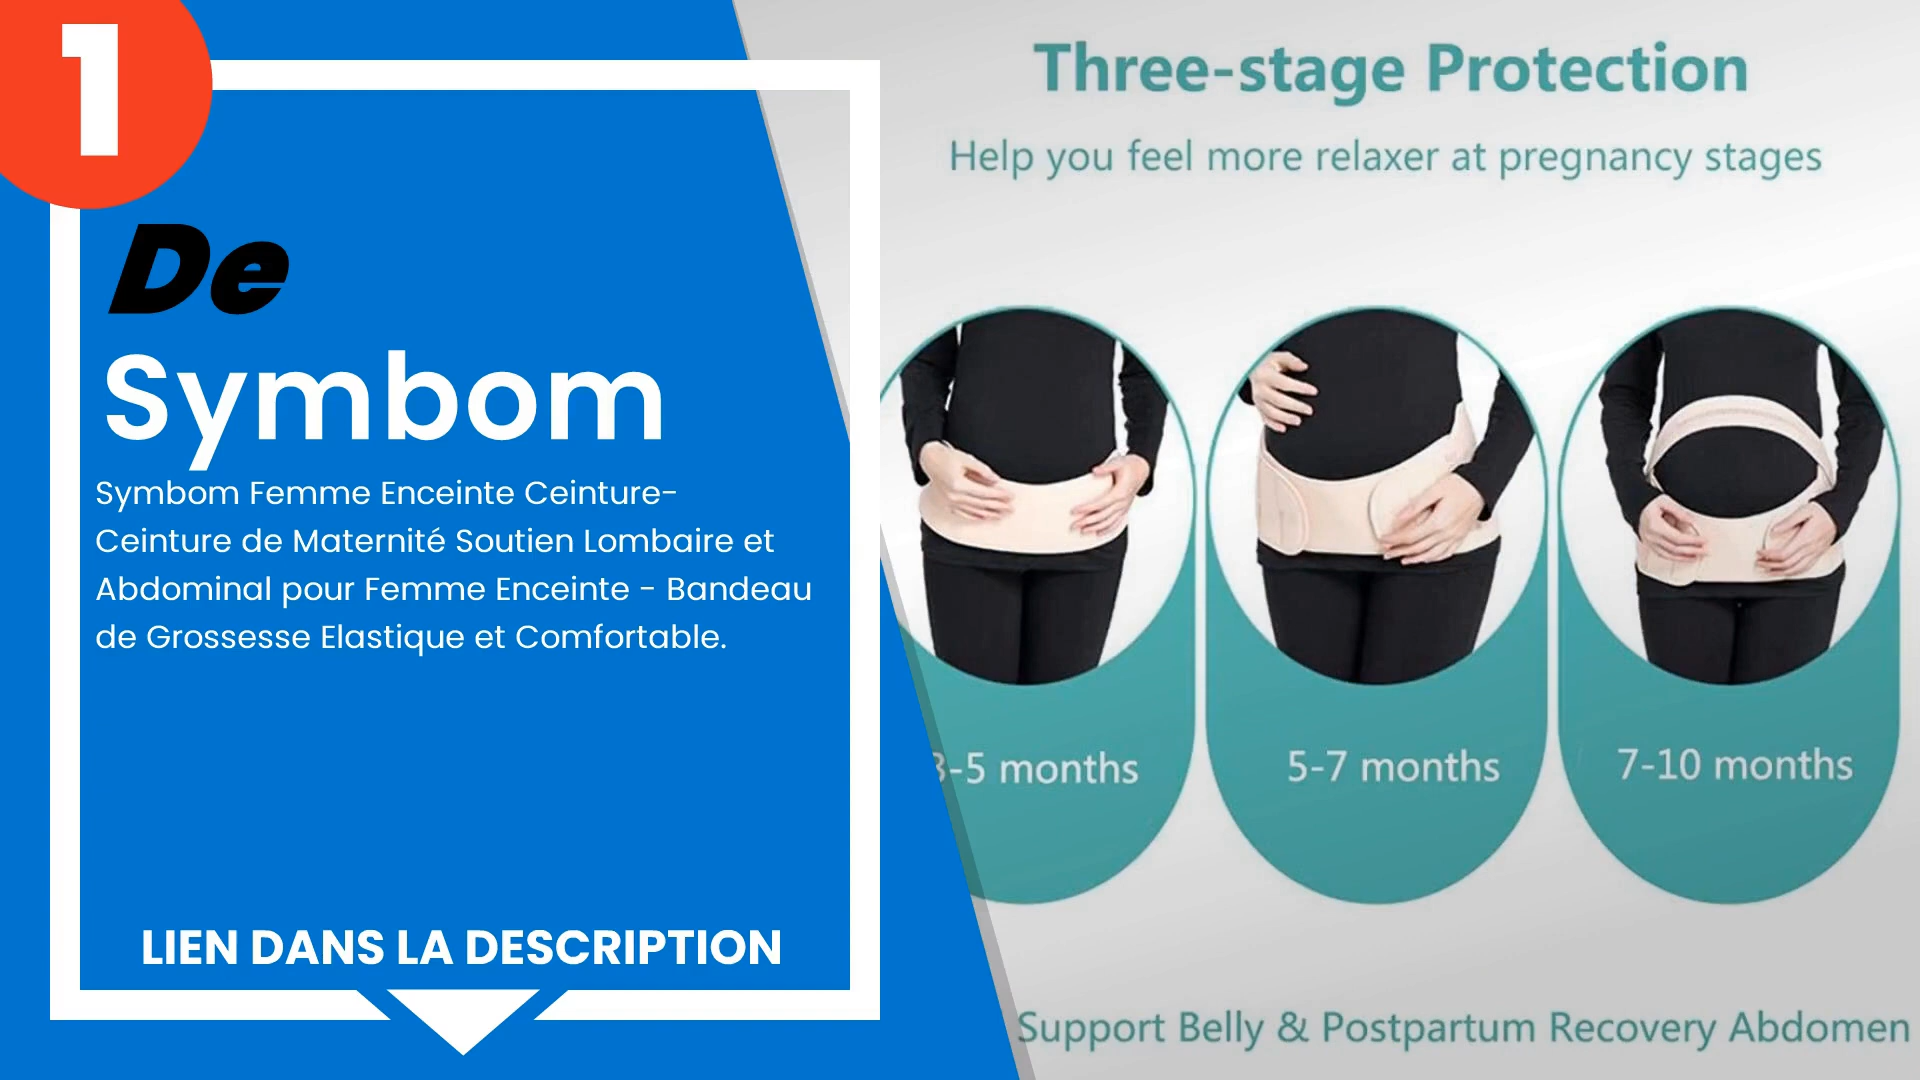 1
De
Symbom
Symbom Femme Enceinte Ceinture-
Ceinture de Maternité Soutien Lombaire et
Abdominal pour Femme Enceinte - Bandeau
de Grossesse Elastique et Comfortable.
LIEN DANS LA DESCRIPTION
Three-stage Protection
Help you feel more relaxer at pregnancy stages
3-5 months
5-7 months
7-10 months
Support Belly & Postpartum Recovery Abdomen